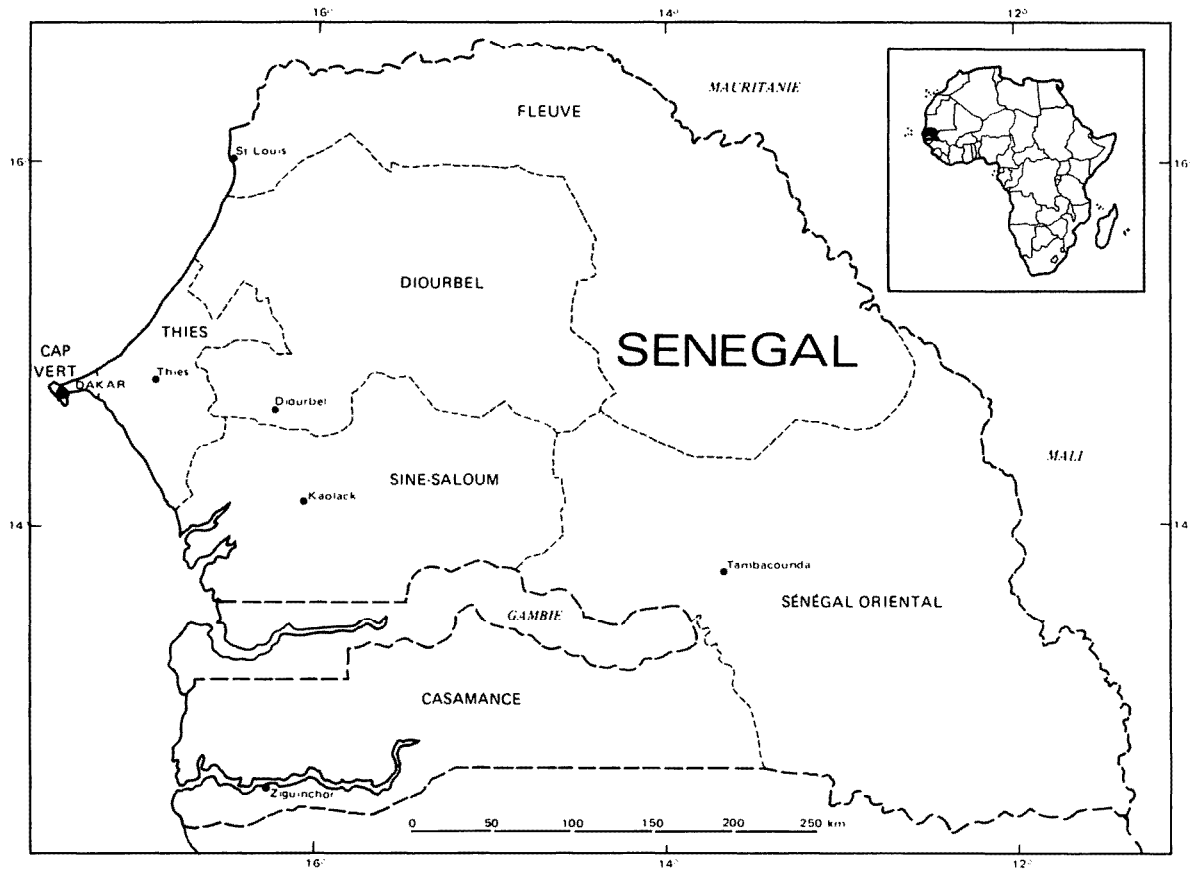 16°
14°
12°
MAURITANIE
FLEUVE
16°
St Louis
16°
DIOURBEL
THIES
SENEGAL
CAP
VERT
Thies
DAKAR
Diourbel
MALI
SINE-SALOUM
Kaolack
14
14
Tambacounda
SÉNÉGAL ORIENTAL
GAMBIE
CASAMANCE
Ziguinchor
0 50 100 150 200 250 km
16°
14°
12°